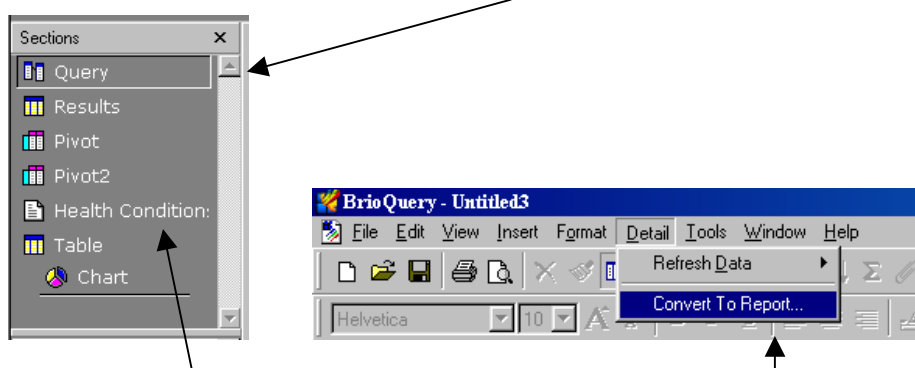 Sections
Query
Results
Pivot
Pivot2
Health Condition:
Table
Chart
BrioQuery - Untitled3
File Edit View Insert Format Detail Tools Window Help
Refresh Data
Convert To Report...
Helvetica 10